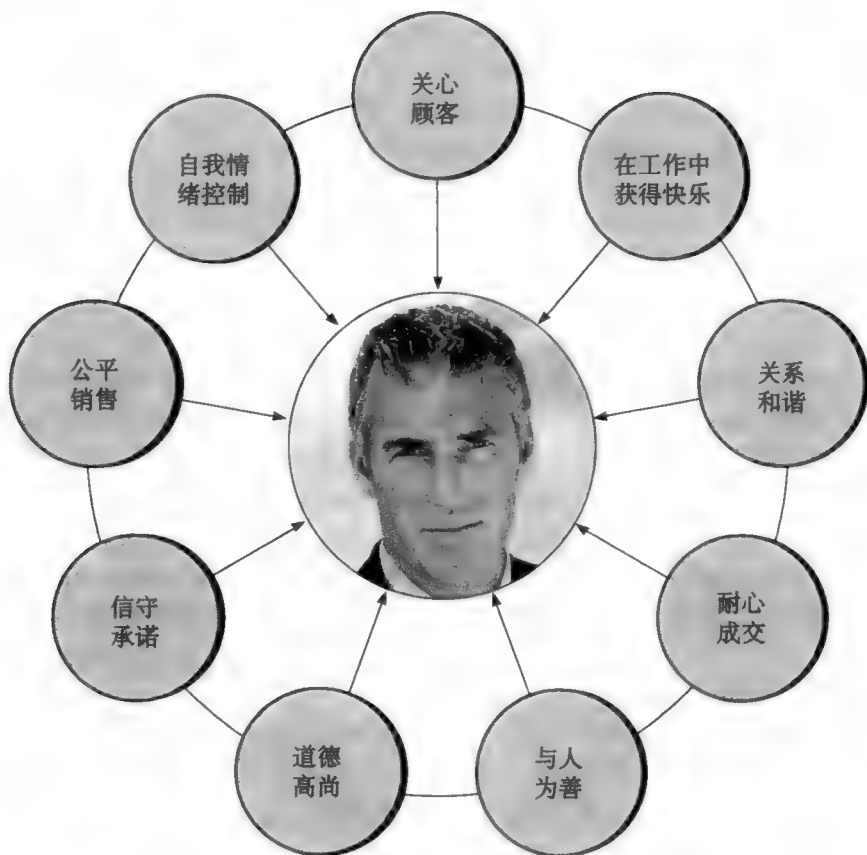 关心
顾客
在工作中
获得快乐
关系
和谐
耐心
成交
与人
为善
道德
高尚
信守
承诺
公平
销售
自我情
绪控制